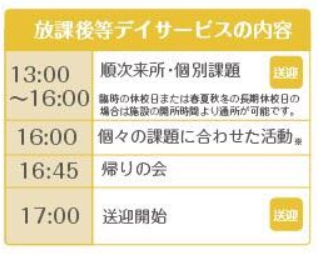 放課後等デイサービスの内容
13:00
〜16:00
順次来所・個別課題
送迎
臨時の休校日または春夏秋冬の長期休校日の
場合は施設の開所時間より通所が可能です。
16:00
個々の課題に合わせた活動※
16:45
帰りの会
17:00
送迎開始
送迎